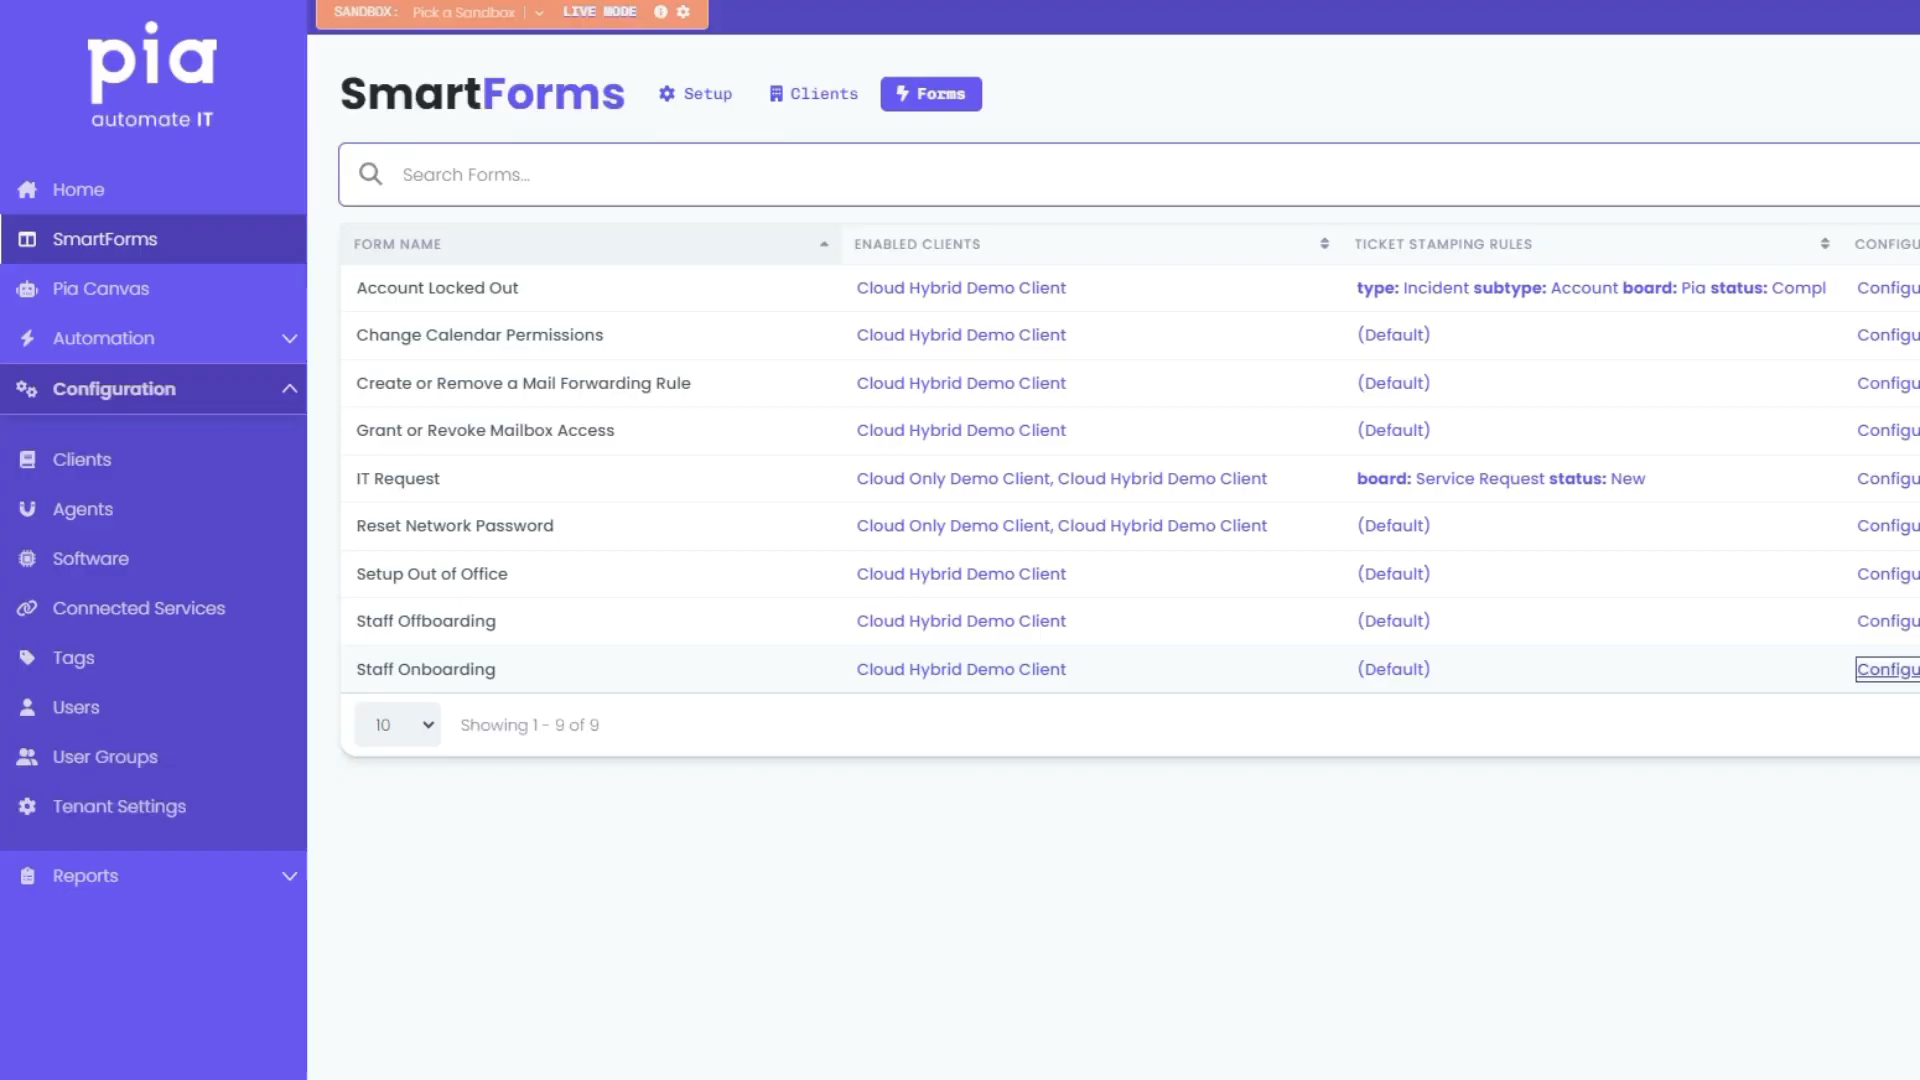 SANDBOX: Pick a Sandbox LIVE MODE
pia
automate IT
Home
SmartForms
Pia Canvas
Automation
Configuration
Clients
Agents
Software
Connected Services
Tags
Users
User Groups
Tenant Settings
Reports
SmartForms Setup Clients Forms
Search Forms...
FORM NAME ENABLED CLIENTS TICKET STAMPING RULES CONFIGU
Account Locked Out Cloud Hybrid Demo Client type: Incident subtype: Account board: Pia status: Compl Configu
Change Calendar Permissions Cloud Hybrid Demo Client (Default) Configu
Create or Remove a Mail Forwarding Rule Cloud Hybrid Demo Client (Default) Configu
Grant or Revoke Mailbox Access Cloud Hybrid Demo Client (Default) Configu
IT Request Cloud Only Demo Client, Cloud Hybrid Demo Client board: Service Request status: New Configu
Reset Network Password Cloud Only Demo Client, Cloud Hybrid Demo Client (Default) Configu
Setup Out of Office Cloud Hybrid Demo Client (Default) Configu
Staff Offboarding Cloud Hybrid Demo Client (Default) Configu
Staff Onboarding Cloud Hybrid Demo Client (Default) Configu
10 Showing 1 - 9 of 9